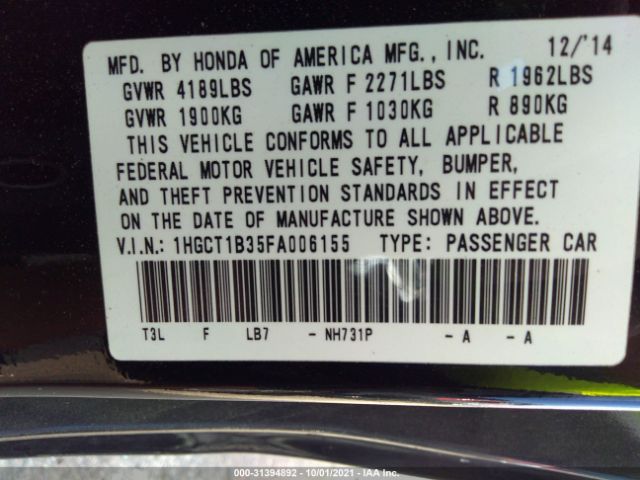 MFD. BY HONDA OF AMERICA MFG., INC. 12/'14
GVWR 4189LBS GAWR F 2271LBS R 1962LBS
GVWR 1900KG GAWR F 1030KG R 890KG
THIS VEHICLE CONFORMS TO ALL APPLICABLE
FEDERAL MOTOR VEHICLE SAFETY, BUMPER,
AND THEFT PREVENTION STANDARDS IN EFFECT
ON THE DATE OF MANUFACTURE SHOWN ABOVE.
V.I.N.: 1HGCT1B35FA006155 TYPE: PASSENGER CAR
T3L F LB7 - NH731P - A - A
000-31394892 - 10/01/2021 - IAA Inc.